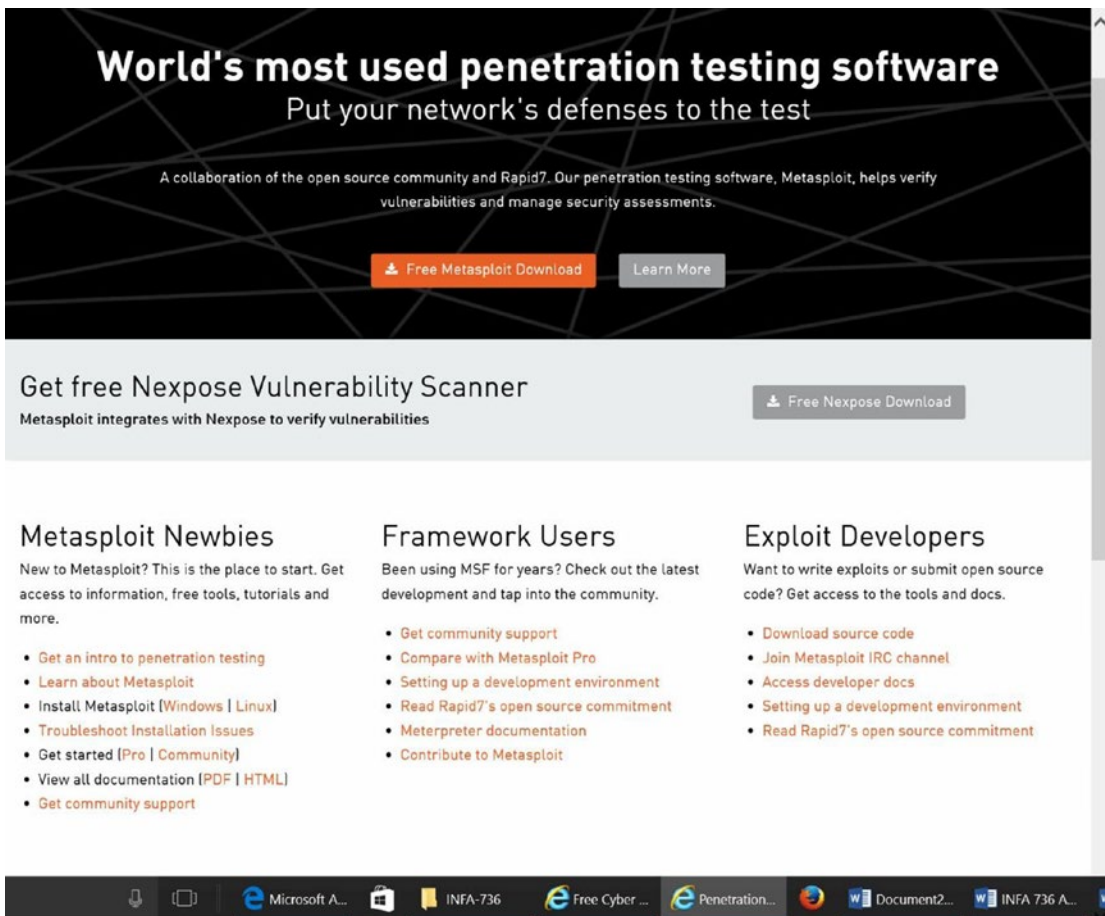 World's most used penetration testing software
Put your network's defenses to the test
A collaboration of the open source community and Rapid7. Our penetration testing software, Metasploit, helps verify
vulnerabilities and manage security assessments.
Free Metasploit Download
Learn More
Get free Nexpose Vulnerability Scanner
Metasploit integrates with Nexpose to verify vulnerabilities
Free Nexpose Download
Metasploit Newbies
New to Metasploit? This is the place to start. Get
access to information, free tools, tutorials and
more.
• Get an intro to penetration testing
• Learn about Metasploit
• Install Metasploit (Windows | Linux)
• Troubleshoot Installation Issues
• Get started (Pro | Community)
• View all documentation (PDF | HTML)
• Get community support
Framework Users
Been using MSF for years? Check out the latest
development and tap into the community.
• Get community support
• Compare with Metasploit Pro
• Setting up a development environment
• Read Rapid7's open source commitment
• Meterpreter documentation
• Contribute to Metasploit
Exploit Developers
Want to write exploits or submit open source
code? Get access to the tools and docs.
• Download source code
• Join Metasploit IRC channel
• Access developer docs
• Setting up a development environment
• Read Rapid7's open source commitment
Microsoft A...
INFA-736
Free Cyber ...
Penetration...
Document2...
INFA 736 A...